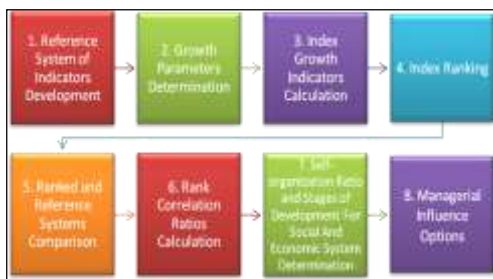 1. Reference
System of
Indicators
Development
2. Growth
Parameters
Determination
3. Index
Growth
Indicators
Calculation
4. Index Ranking
5. Ranked and
Reference
Systems
Comparison
6. Rank
Correlation
Ratios
Calculation
7. Self-
organization Ratio
and Stages of
Development For
Social And
Economic System
Determination
8. Managerial
Influence
Options